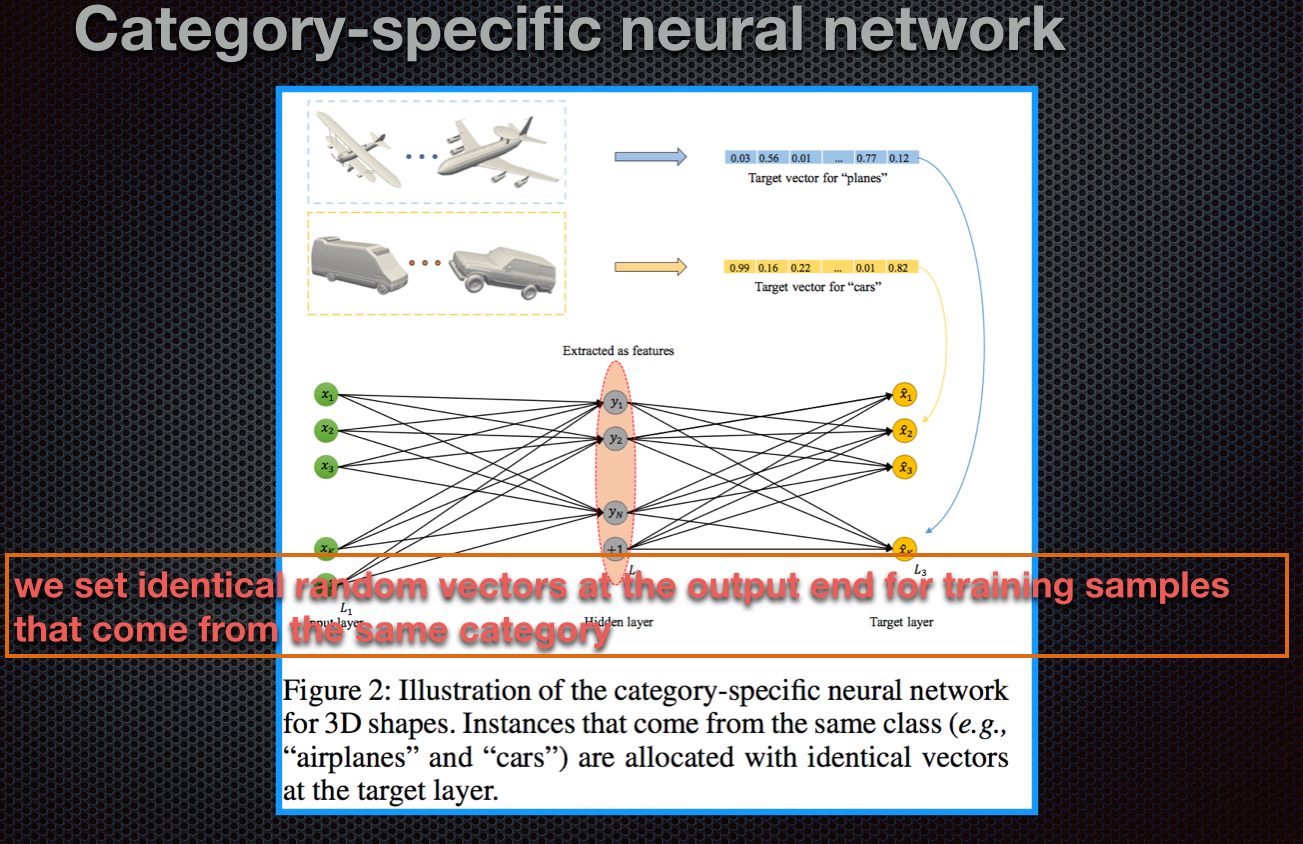 Category-specific neural network
0.03 0.56 0.01 ... 0.77 0.12
Target vector for “planes”
0.99 0.16 0.22 ... 0.01 0.82
Target vector for “cars”
Extracted as features
x₁ y₁ x̂₁
x₂ y₂ x̂₂
x₃ x̂₃
y_N
x_K +1
L₃
we set identical random vectors at the output end for training samples
that come from the same category
L₁
Hidden layer Target layer
Figure 2: Illustration of the category-specific neural network
for 3D shapes. Instances that come from the same class (e.g.,
“airplanes” and “cars”) are allocated with identical vectors
at the target layer.